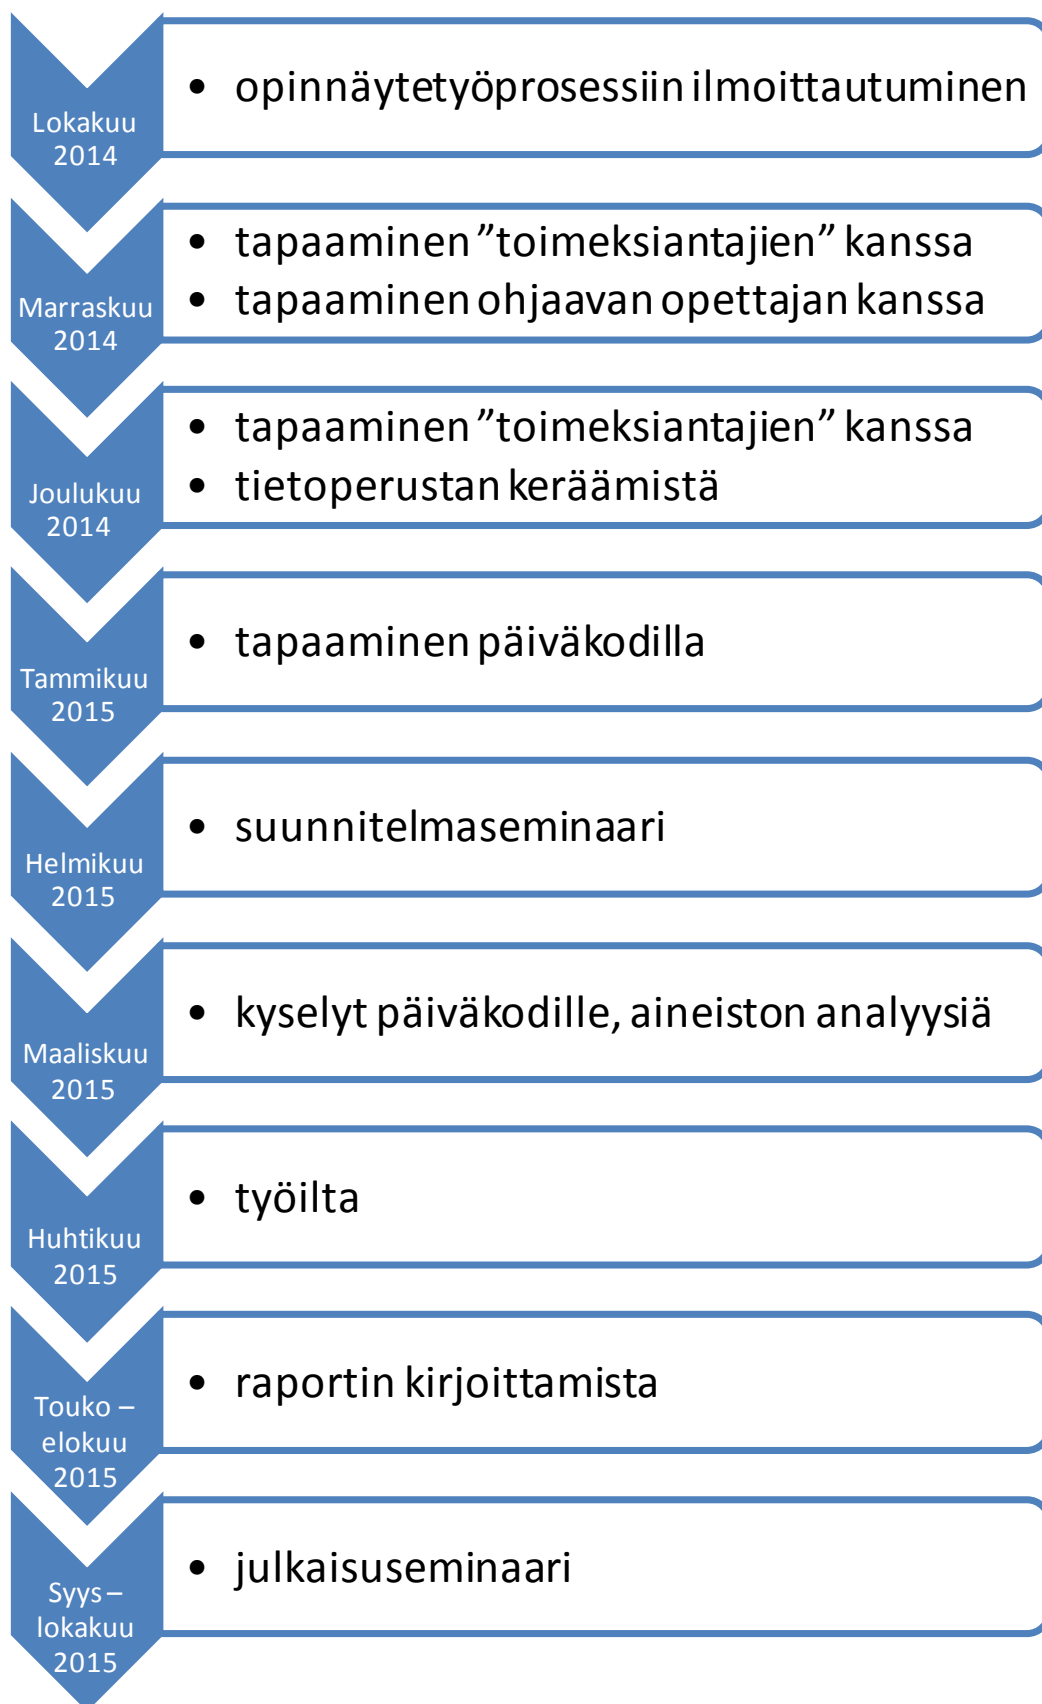 Lokakuu
2014
• opinnäytetyöprosessiin ilmoittautuminen
Marraskuu
2014
• tapaaminen ”toimeksiantajien” kanssa
• tapaaminen ohjaavan opettajan kanssa
Joulukuu
2014
• tapaaminen ”toimeksiantajien” kanssa
• tietoperustan keräämistä
Tammikuu
2015
• tapaaminen päiväkodilla
Helmikuu
2015
• suunnitelmaseminaari
Maaliskuu
2015
• kyselyt päiväkodille, aineiston analyysiä
Huhtikuu
2015
• työilta
Touko –
elokuu
2015
• raportin kirjoittamista
Syys –
lokakuu
2015
• julkaisuseminaari